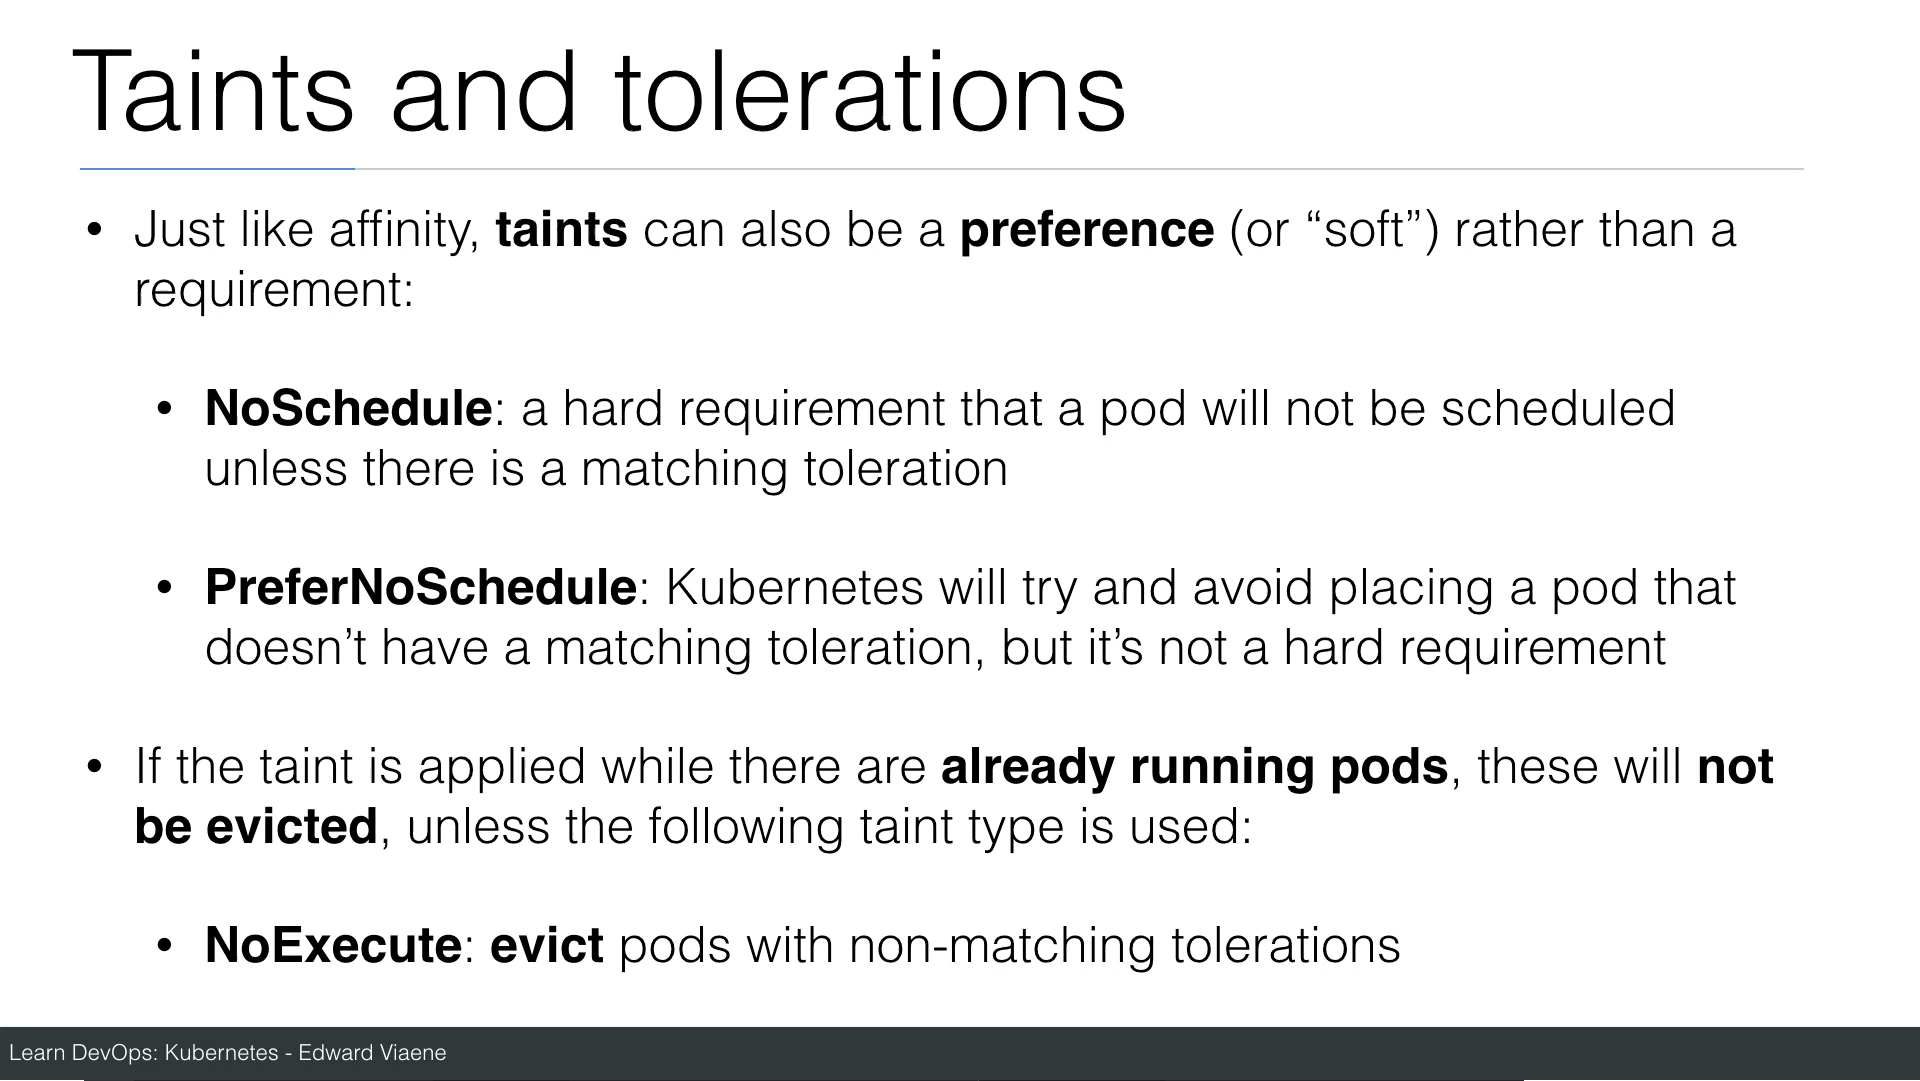 Taints and tolerations
• Just like affinity, taints can also be a preference (or “soft”) rather than a
requirement:
• NoSchedule: a hard requirement that a pod will not be scheduled
unless there is a matching toleration
• PreferNoSchedule: Kubernetes will try and avoid placing a pod that
doesn’t have a matching toleration, but it’s not a hard requirement
• If the taint is applied while there are already running pods, these will not
be evicted, unless the following taint type is used:
• NoExecute: evict pods with non-matching tolerations
Learn DevOps: Kubernetes - Edward Viaene